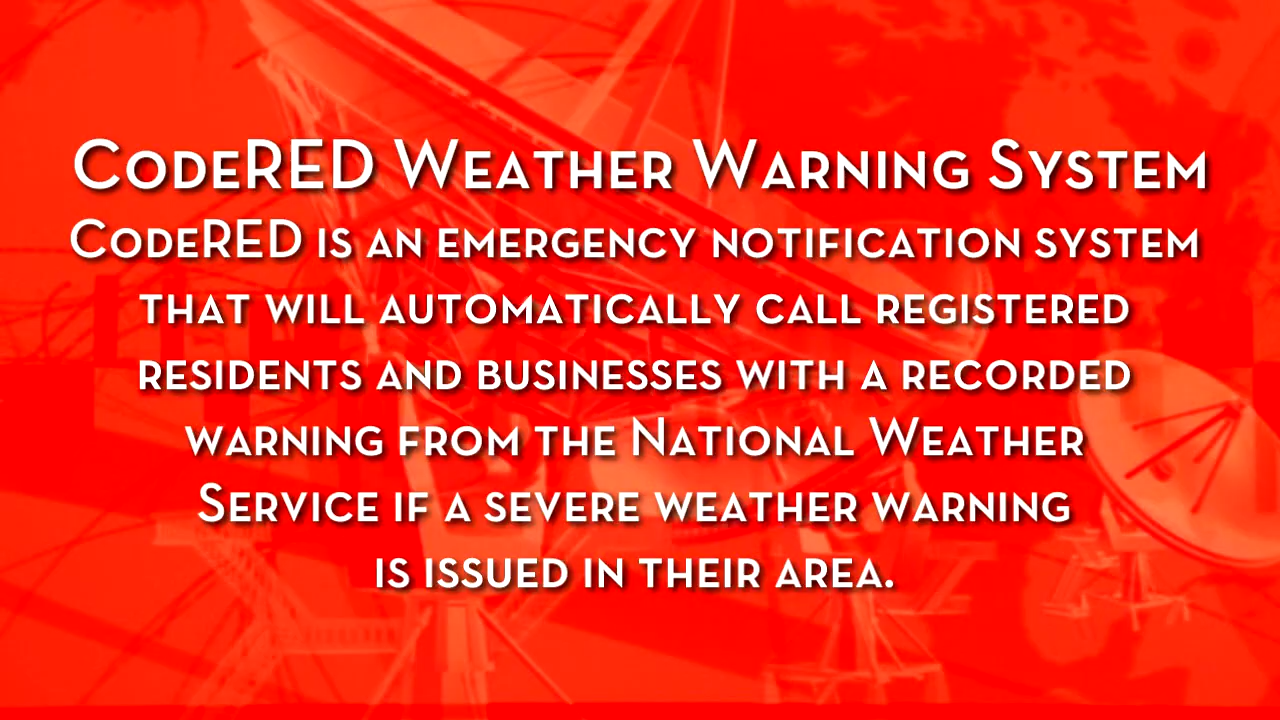 CodeRED Weather Warning System
CodeRED is an emergency notification system
that will automatically call registered
residents and businesses with a recorded
warning from the National Weather
Service if a severe weather warning
is issued in their area.